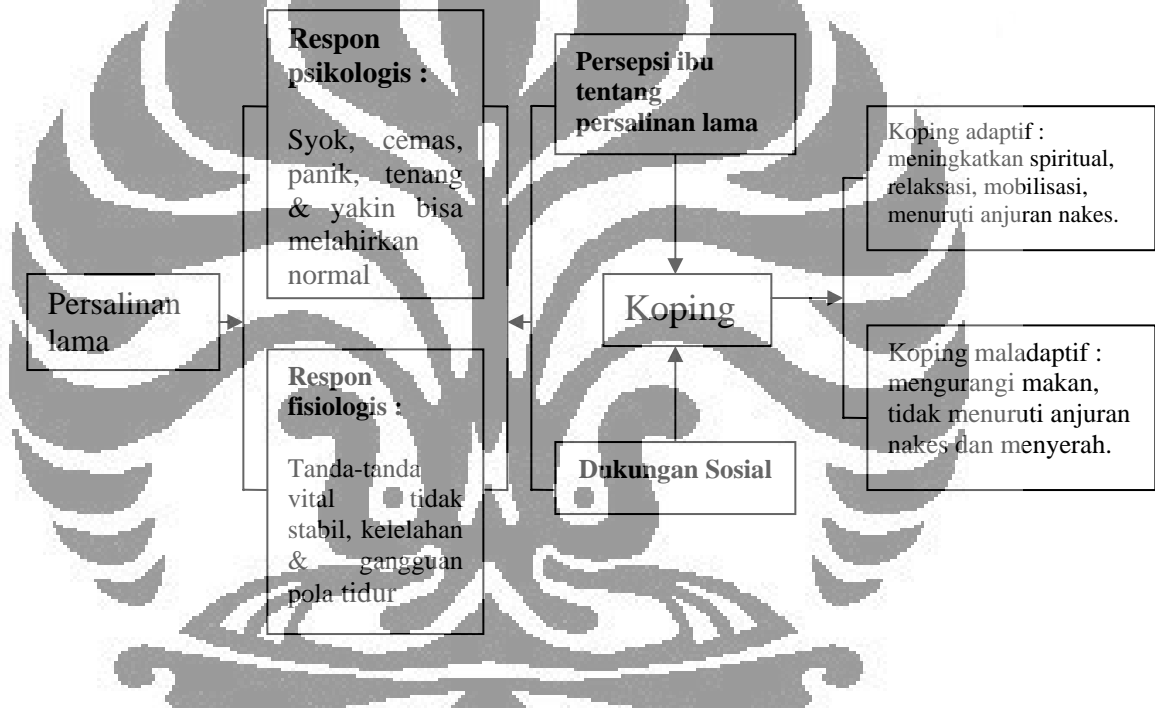 Persalinan
lama
Respon
psikologis :
Syok, cemas,
panik, tenang
& yakin bisa
melahirkan
normal
Respon
fisiologis :
Tanda-tanda
vital tidak
stabil, kelelahan
& gangguan
pola tidur
Persepsi ibu
tentang
persalinan lama
Koping
Dukungan Sosial
Koping adaptif :
meningkatkan spiritual,
relaksasi, mobilisasi,
menuruti anjuran nakes.
Koping maladaptif :
mengurangi makan,
tidak menuruti anjuran
nakes dan menyerah.